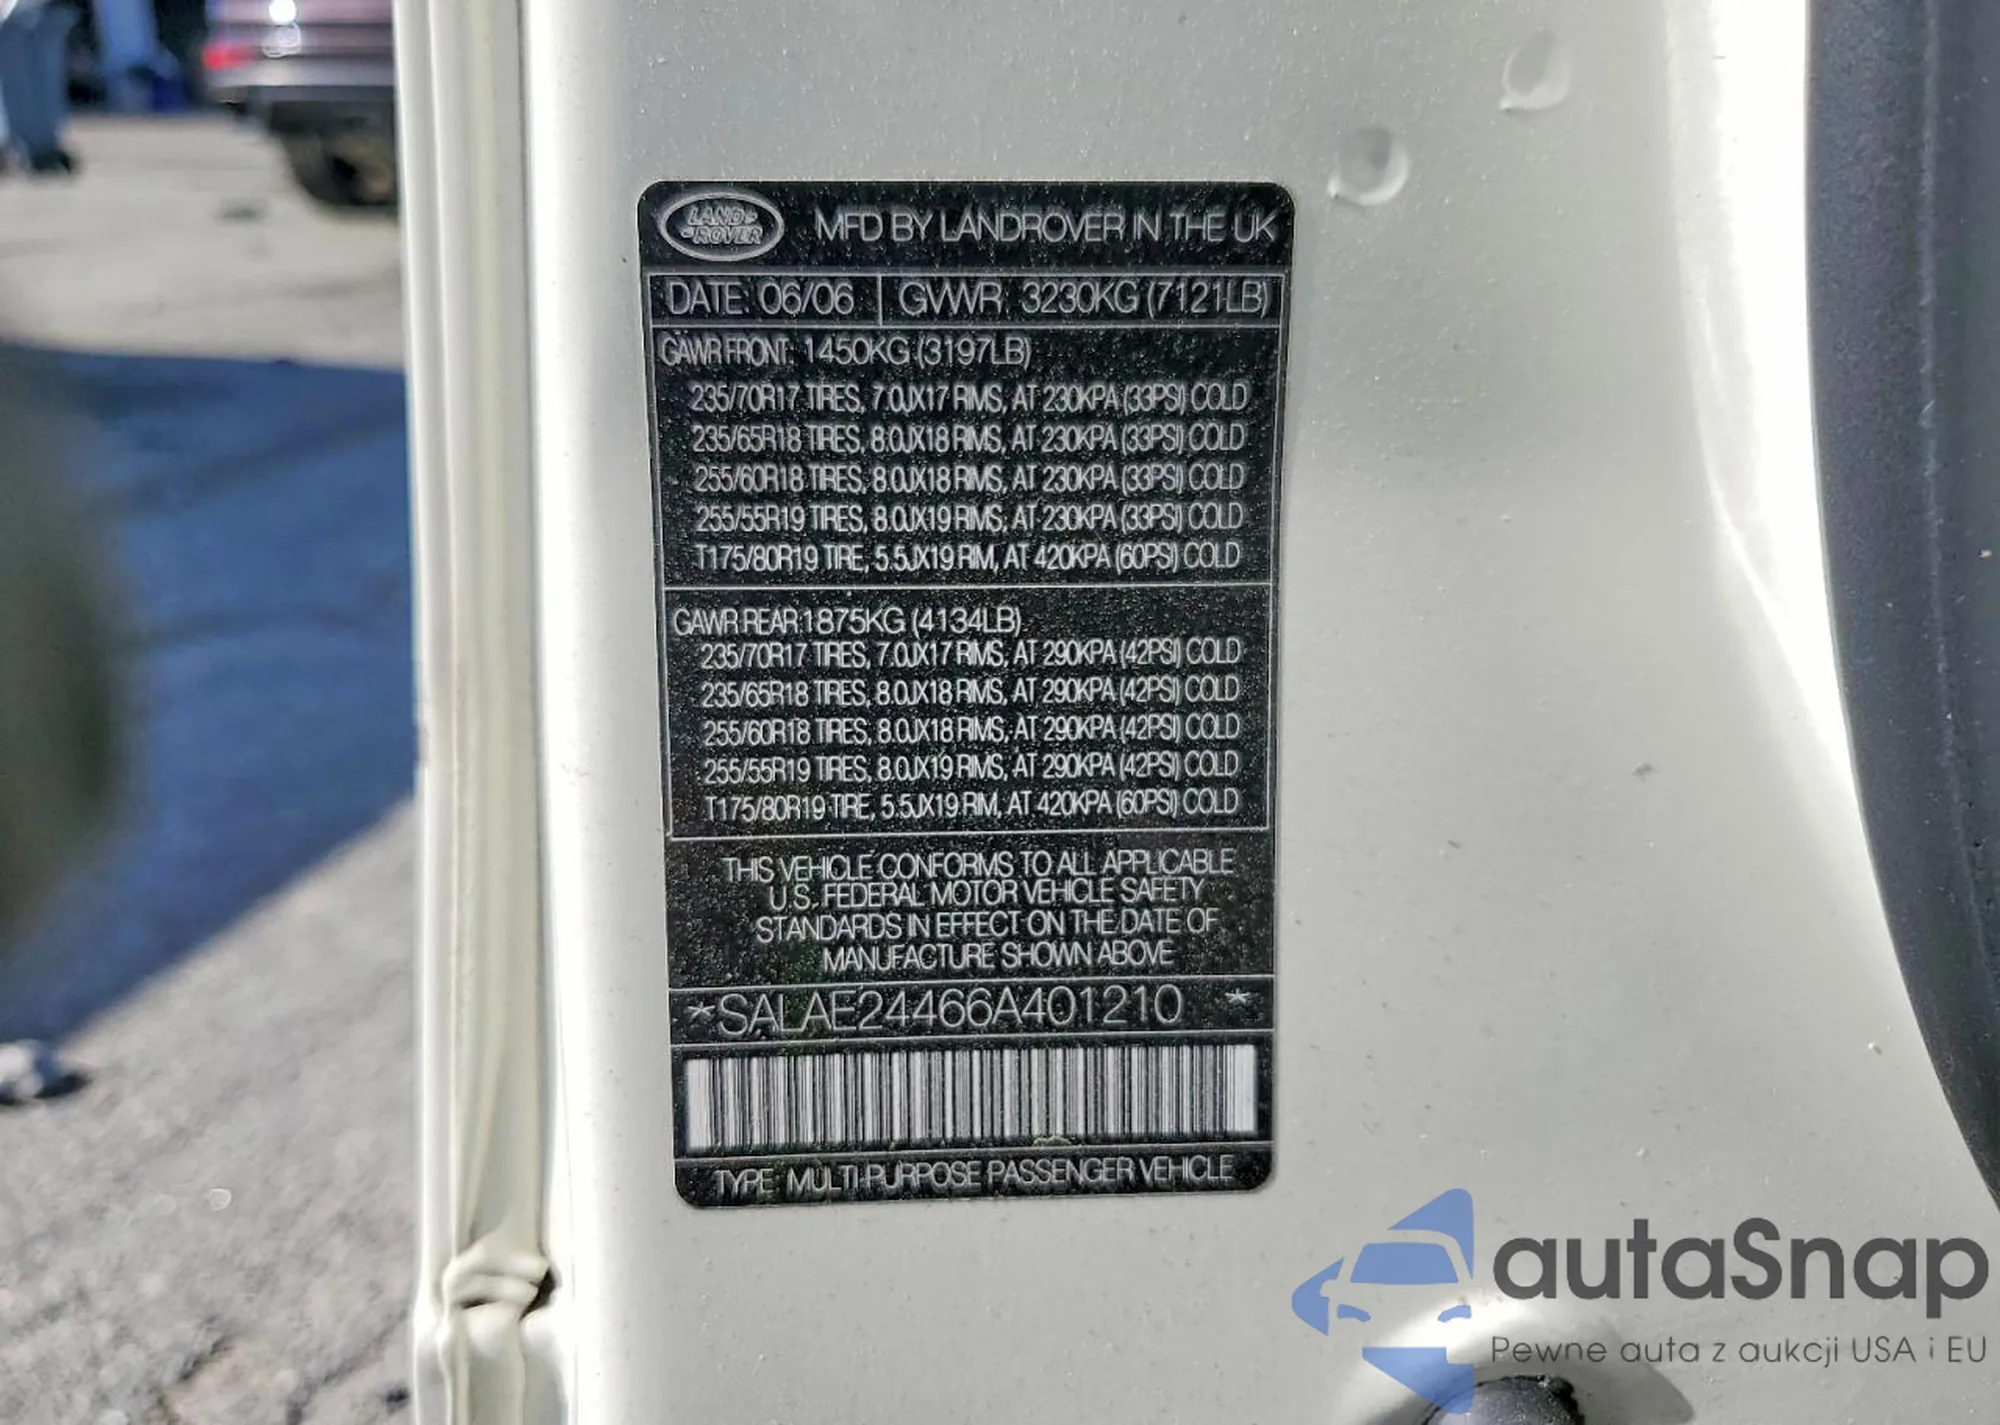 LAND ROVER MFD BY LANDROVER IN THE UK
DATE: 06/06 GVWR: 3230KG (7121LB)
GAWR FRONT: 1450KG (3197LB)
235/70R17 TIRES, 7.0JX17 RIMS, AT 230KPA (33PSI) COLD
235/65R18 TIRES, 8.0JX18 RIMS, AT 230KPA (33PSI) COLD
255/60R18 TIRES, 8.0JX18 RIMS, AT 230KPA (33PSI) COLD
255/55R19 TIRES, 8.0JX19 RIMS, AT 230KPA (33PSI) COLD
T175/80R19 TIRE, 5.5JX19 RIM, AT 420KPA (60PSI) COLD
GAWR REAR: 1875KG (4134LB)
235/70R17 TIRES, 7.0JX17 RIMS, AT 290KPA (42PSI) COLD
235/65R18 TIRES, 8.0JX18 RIMS, AT 290KPA (42PSI) COLD
255/60R18 TIRES, 8.0JX18 RIMS, AT 290KPA (42PSI) COLD
255/55R19 TIRES, 8.0JX19 RIMS, AT 290KPA (42PSI) COLD
T175/80R19 TIRE, 5.5JX19 RIM, AT 420KPA (60PSI) COLD
THIS VEHICLE CONFORMS TO ALL APPLICABLE
U.S. FEDERAL MOTOR VEHICLE SAFETY
STANDARDS IN EFFECT ON THE DATE OF
MANUFACTURE SHOWN ABOVE
*SALAE24466A401210 *
TYPE: MULTI PURPOSE PASSENGER VEHICLE
autaSnap
Pewne auta z aukcji USA i EU